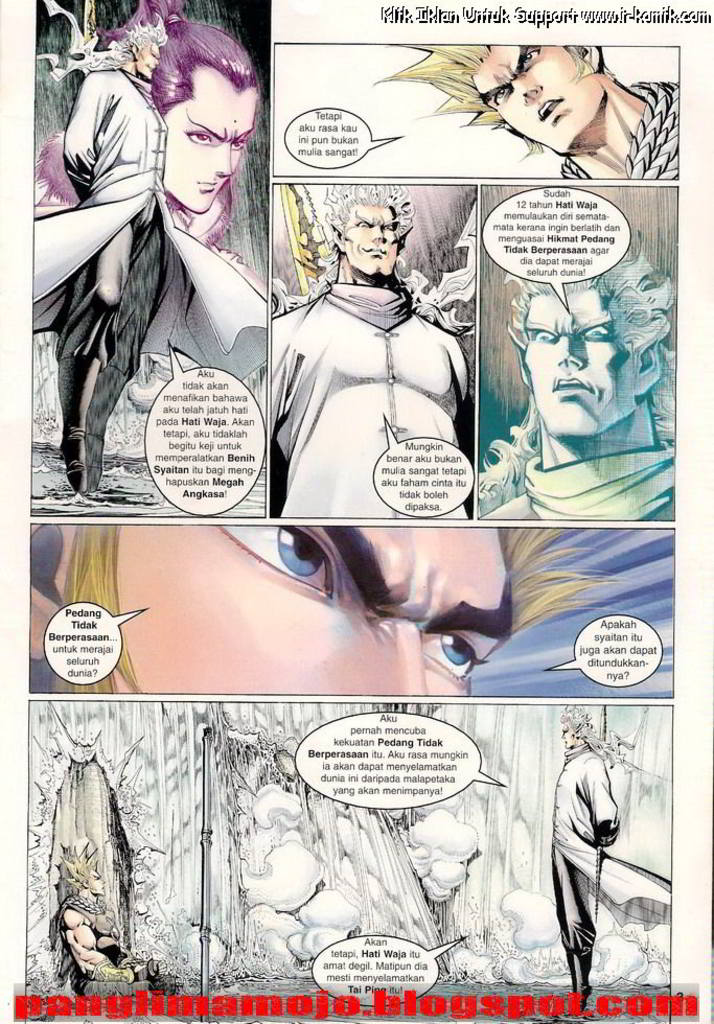 Klik Iklan Untuk Support www.ir-komik.com
Tetapi
aku rasa kau
ini pun bukan
mulia sangat!
Aku
tidak akan
menafikan bahawa
aku telah jatuh hati
pada Hati Waja. Akan
tetapi, aku tidaklah
begitu keji untuk
memperalatkan Benih
Syaitan itu bagi meng-
hapuskan Megah
Angkasa!
Mungkin
benar aku bukan
mulia sangat tetapi
aku faham cinta itu
tidak boleh
dipaksa.
Sudah
12 tahun Hati Waja
memulaukan diri semata-
mata kerana ingin berlatih dan
menguasai Hikmat Pedang
Tidak Berperasaan agar
dia dapat merajai
seluruh dunia!
Pedang
Tidak
Berperasaan...
untuk merajai
seluruh
dunia?
Apakah
syaitan itu
juga akan dapat
ditundukkan-
nya?
Aku
pernah mencuba
kekuatan Pedang Tidak
Berperasaan itu. Aku rasa mungkin
ia akan dapat menyelamatkan
dunia ini daripada malapetaka
yang akan menimpanya!
Akan
tetapi, Hati Waja itu
amat degil. Matipun dia
mesti menyelamatkan
Tai Ping itu!
panglimamojo.blogspot.com